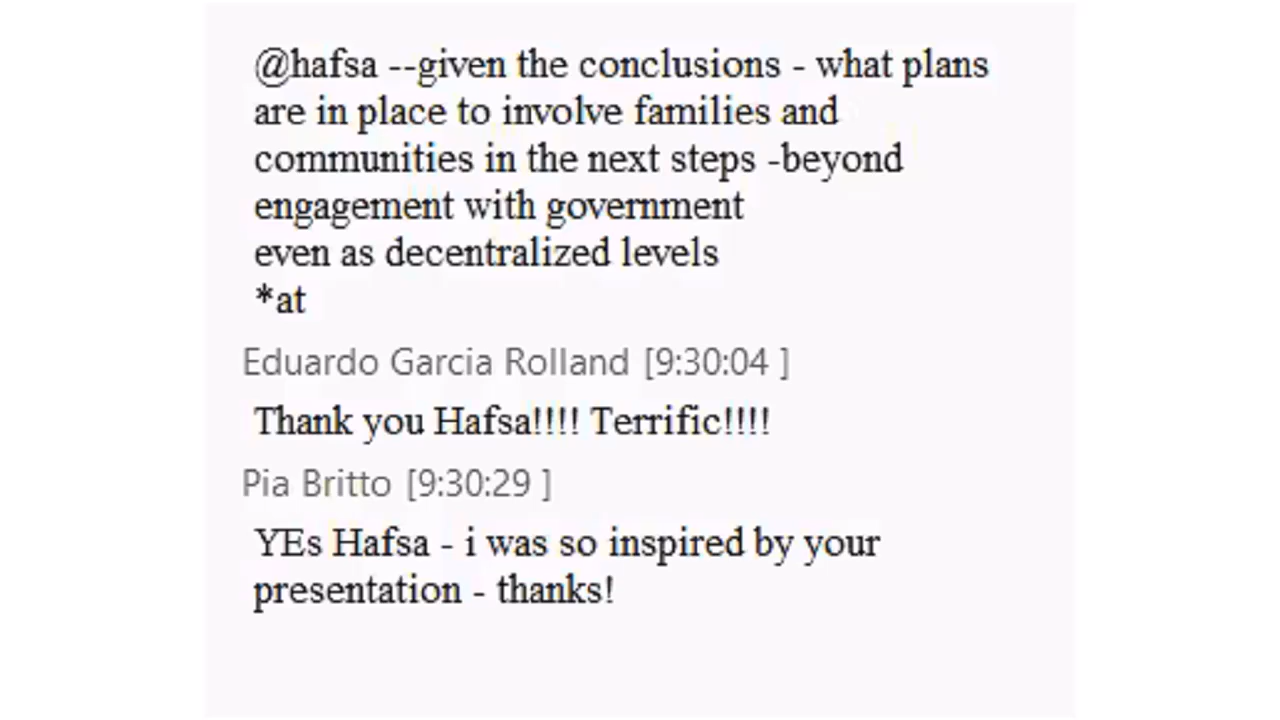 @hafsa --given the conclusions - what plans
are in place to involve families and
communities in the next steps -beyond
engagement with government
even as decentralized levels
*at
Eduardo Garcia Rolland [9:30:04 ]
Thank you Hafsa!!!! Terrific!!!!
Pia Britto [9:30:29 ]
YEs Hafsa - i was so inspired by your
presentation - thanks!